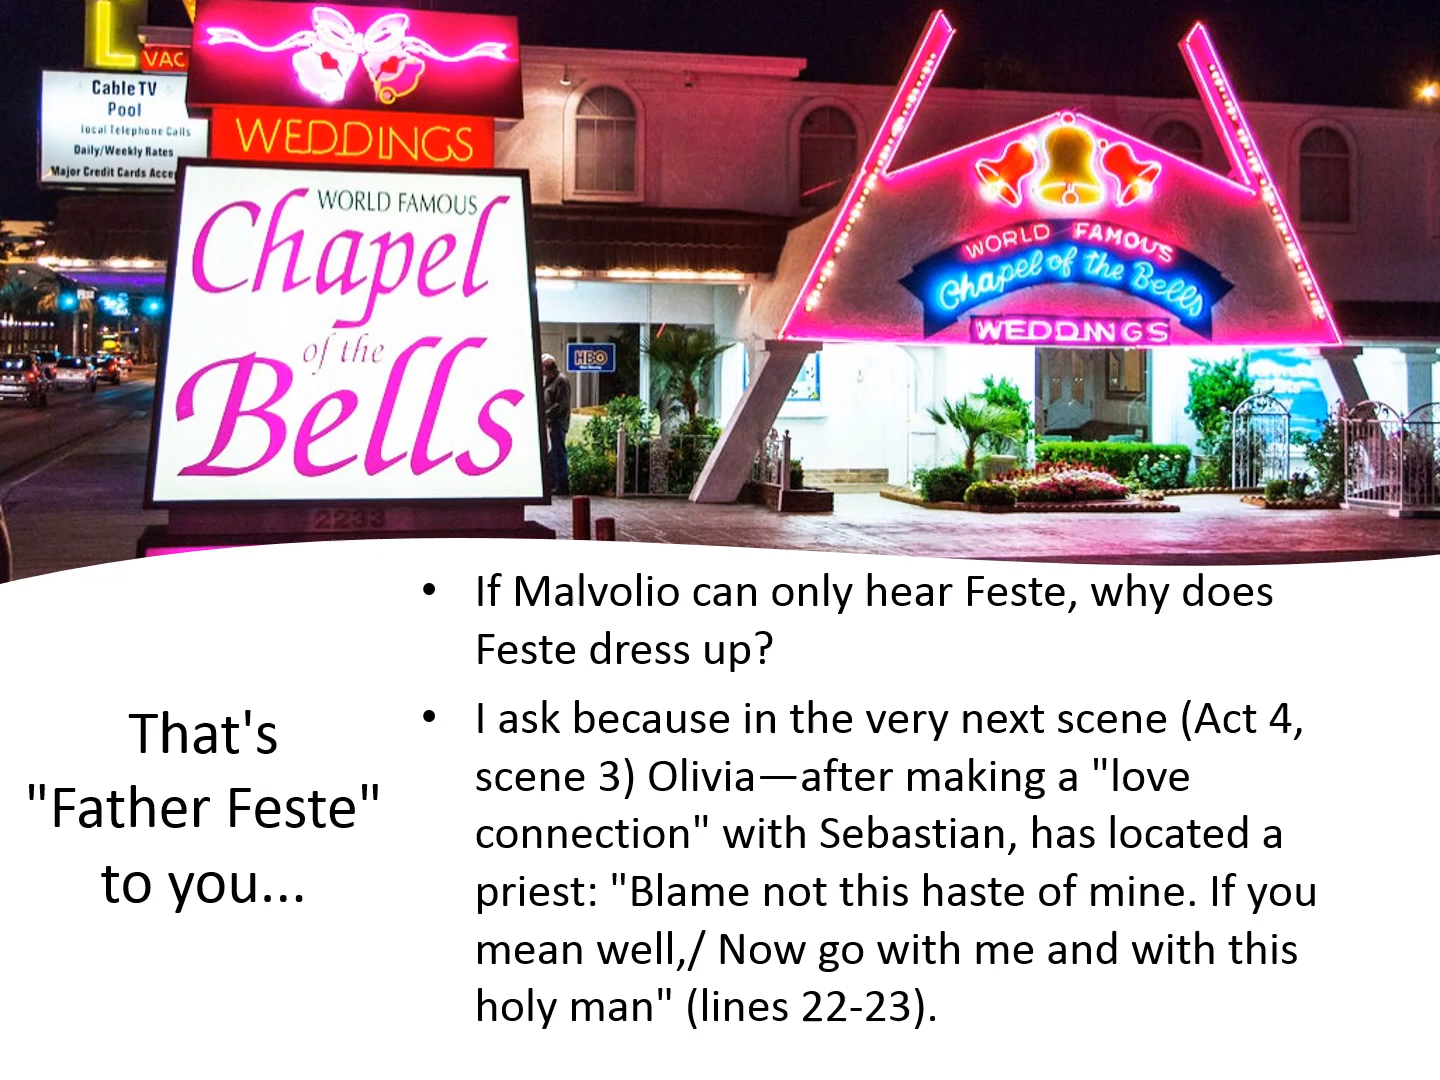 L
VAC
Cable TV
Pool
local Telephone Calls
Daily/Weekly Rates
Major Credit Cards Accep
WEDDINGS
WORLD FAMOUS
Chapel
of the
Bells
2233
HBO
WORLD FAMOUS
Chapel of the Bells
WEDDINGS
That's
"Father Feste"
to you...
• If Malvolio can only hear Feste, why does
Feste dress up?
• I ask because in the very next scene (Act 4,
scene 3) Olivia—after making a "love
connection" with Sebastian, has located a
priest: "Blame not this haste of mine. If you
mean well,/ Now go with me and with this
holy man" (lines 22-23).